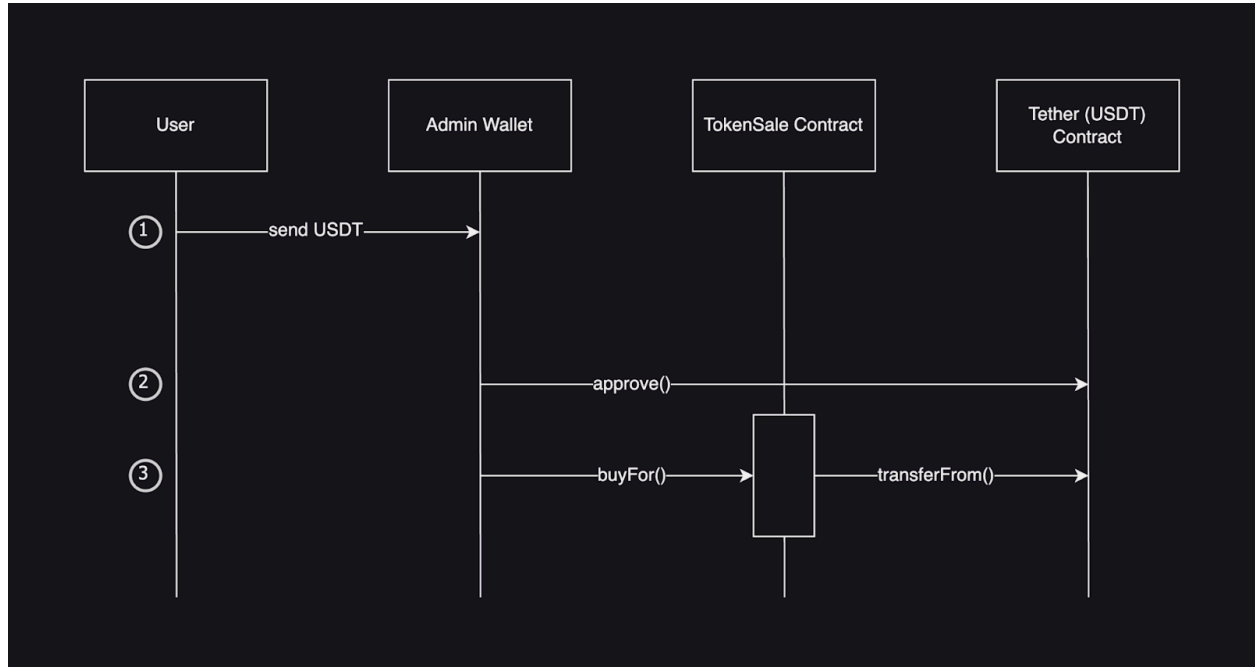 User
Admin Wallet
TokenSale Contract
Tether (USDT)
Contract
1
send USDT
2
approve()
3
buyFor()
transferFrom()